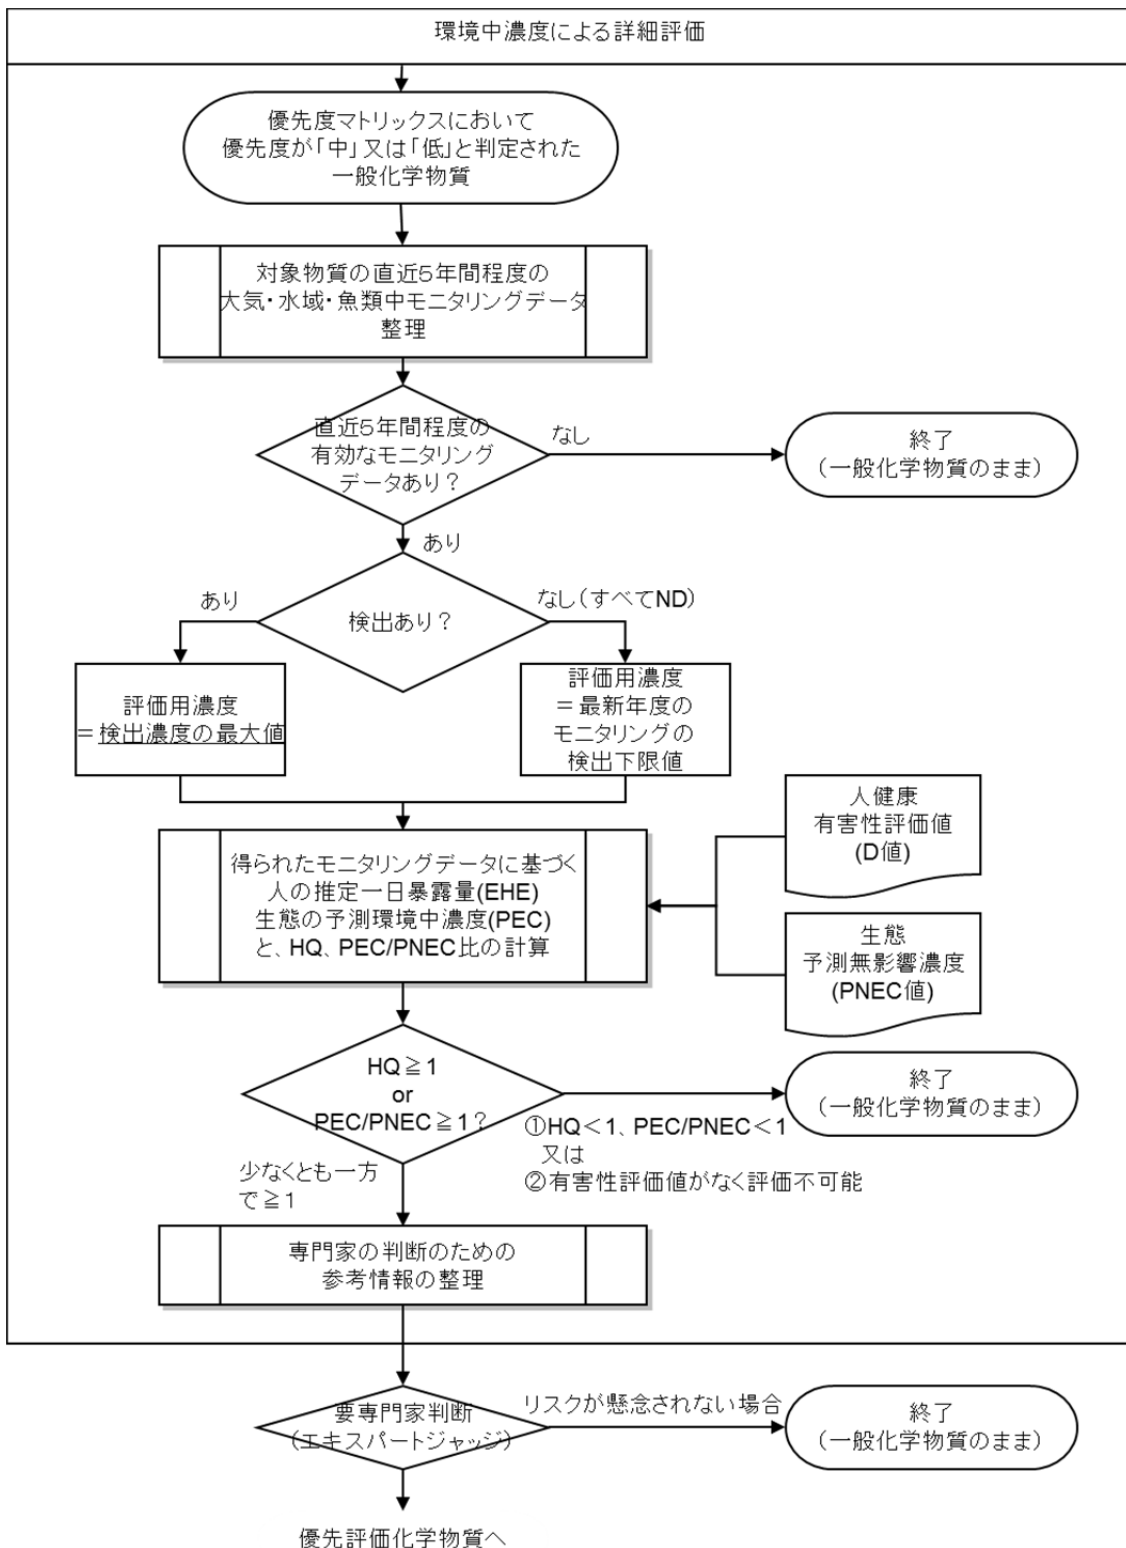 環境中濃度による詳細評価
優先度マトリックスにおいて
優先度が「中」又は「低」と判定された
一般化学物質
対象物質の直近5年間程度の
大気・水域・魚類中モニタリングデータ
整理
直近5年間程度の
有効なモニタリング
データあり？
なし
終了
(一般化学物質のまま)
あり
検出あり？
あり
なし(すべてND)
評価用濃度
＝検出濃度の最大値
評価用濃度
＝最新年度の
モニタリングの
検出下限値
人健康
有害性評価値
(D値)
得られたモニタリングデータに基づく
人の推定一日暴露量(EHE)
生態の予測環境中濃度(PEC)
と、HQ、PEC/PNEC比の計算
生態
予測無影響濃度
(PNEC値)
HQ≧1
or
PEC/PNEC≧1？
終了
(一般化学物質のまま)
①HQ＜1、PEC/PNEC＜1
又は
②有害性評価値がなく評価不可能
少なくとも一方
で≧1
専門家の判断のための
参考情報の整理
要専門家判断
(エキスパートジャッジ)
リスクが懸念されない場合
終了
(一般化学物質のまま)
優先評価化学物質へ